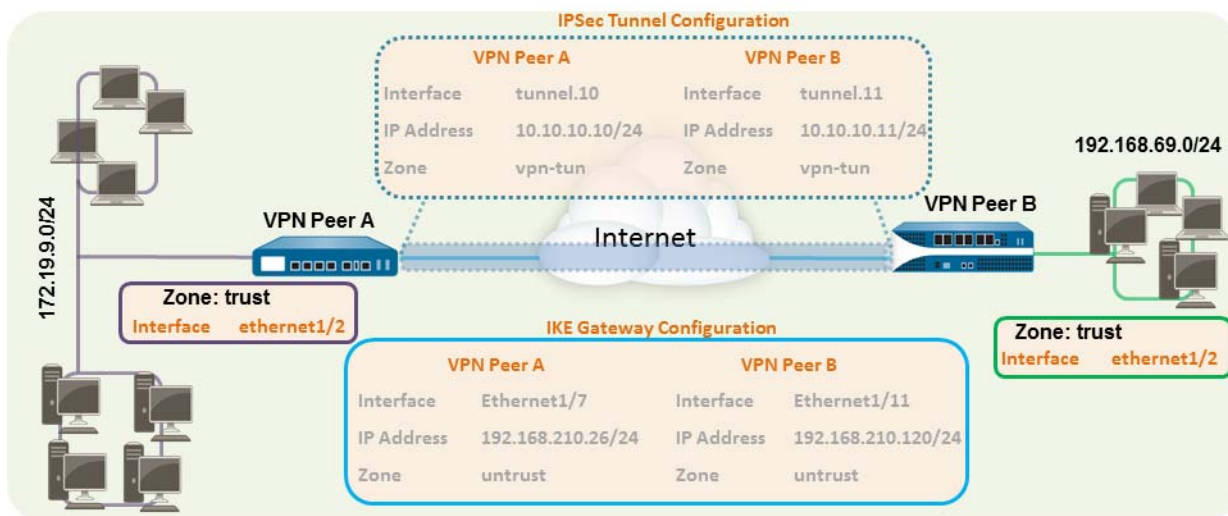 IPSec Tunnel Configuration
VPN Peer A VPN Peer B
Interface tunnel.10 Interface tunnel.11
IP Address 10.10.10.10/24 IP Address 10.10.10.11/24
Zone vpn-tun Zone vpn-tun
192.168.69.0/24
172.19.9.0/24
VPN Peer A
Internet
VPN Peer B
Zone: trust
Interface ethernet1/2
Zone: trust
Interface ethernet1/2
IKE Gateway Configuration
VPN Peer A VPN Peer B
Interface Ethernet1/7 Interface Ethernet1/11
IP Address 192.168.210.26/24 IP Address 192.168.210.120/24
Zone untrust Zone untrust